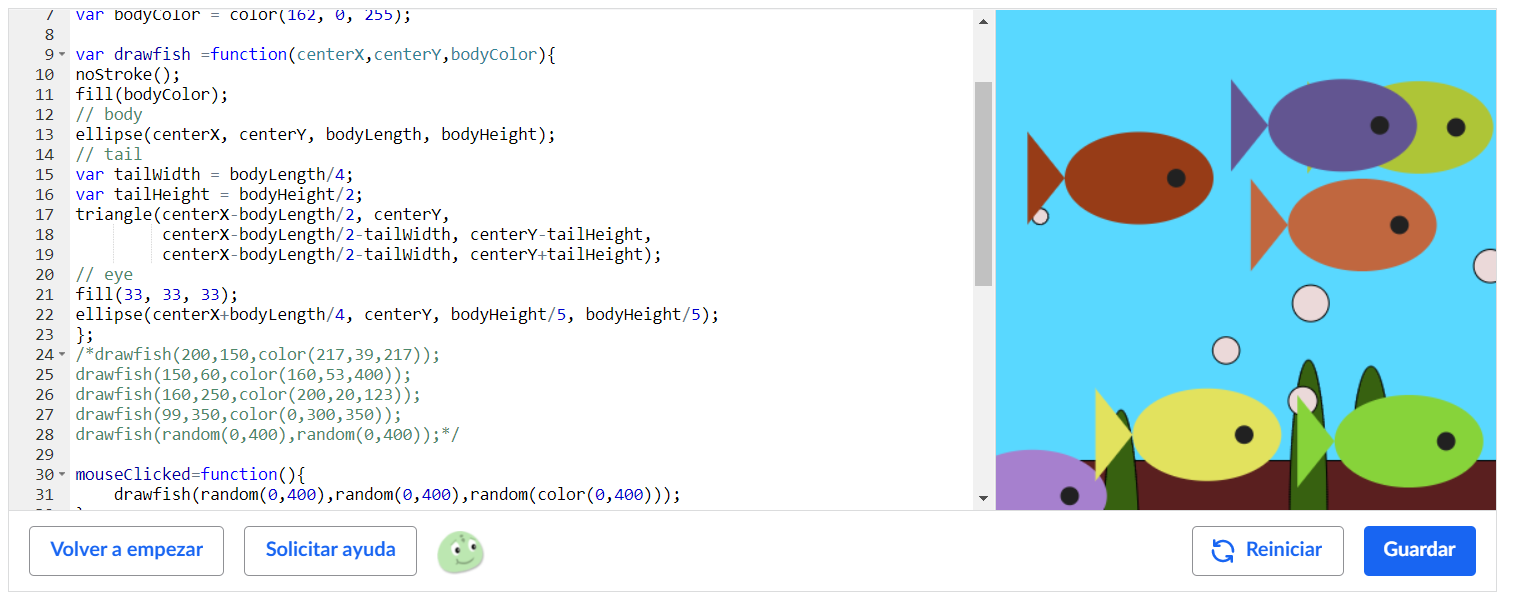 7 var bodyColor = color(162, 0, 255);
8
9 var drawfish =function(centerX,centerY,bodyColor){
10 noStroke();
11 fill(bodyColor);
12 // body
13 ellipse(centerX, centerY, bodyLength, bodyHeight);
14 // tail
15 var tailWidth = bodyLength/4;
16 var tailHeight = bodyHeight/2;
17 triangle(centerX-bodyLength/2, centerY,
18 centerX-bodyLength/2-tailWidth, centerY-tailHeight,
19 centerX-bodyLength/2-tailWidth, centerY+tailHeight);
20 // eye
21 fill(33, 33, 33);
22 ellipse(centerX+bodyLength/4, centerY, bodyHeight/5, bodyHeight/5);
23 };
24 /*drawfish(200,150,color(217,39,217));
25 drawfish(150,60,color(160,53,400));
26 drawfish(160,250,color(200,20,123));
27 drawfish(99,350,color(0,300,350));
28 drawfish(random(0,400),random(0,400));*/
29
30 mouseClicked=function(){
31 drawfish(random(0,400),random(0,400),random(color(0,400)));
Volver a empezar
Solicitar ayuda
Reiniciar
Guardar